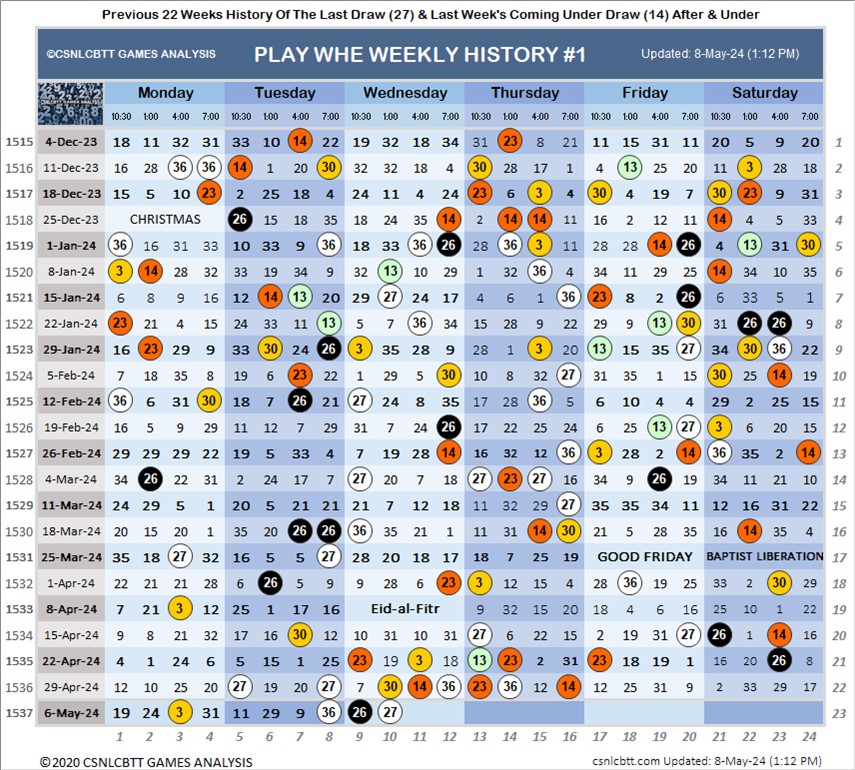 Previous 22 Weeks History Of The Last Draw (27) & Last Week's Coming Under Draw (14) After & Under
©CSNLCBTT GAMES ANALYSIS PLAY WHE WEEKLY HISTORY #1 Updated: 8-May-24 (1:12 PM)
Monday Tuesday Wednesday Thursday Friday Saturday
CSNLCBTT GAMES ANALYSIS 10:30 1:00 4:00 7:00 10:30 1:00 4:00 7:00 10:30 1:00 4:00 7:00 10:30 1:00 4:00 7:00 10:30 1:00 4:00 7:00 10:30 1:00 4:00 7:00
1515 4-Dec-23 18 11 32 31 33 10 14 22 19 32 18 34 31 23 8 21 11 15 31 11 20 5 9 20 1
1516 11-Dec-23 16 28 36 36 14 1 20 30 32 32 18 4 30 28 17 1 4 13 25 20 11 3 28 18 2
1517 18-Dec-23 15 5 10 23 2 25 18 4 24 11 4 24 23 6 3 4 30 4 19 7 30 23 9 31 3
1518 25-Dec-23 CHRISTMAS 26 15 18 35 18 24 35 14 2 14 14 11 16 2 12 11 14 4 5 33 4
1519 1-Jan-24 36 16 31 33 10 33 9 36 18 33 36 26 28 36 3 31 28 28 14 26 4 13 31 30 5
1520 8-Jan-24 3 14 28 32 33 19 34 9 32 13 10 29 1 32 36 4 34 11 29 25 14 34 10 35 6
1521 15-Jan-24 6 8 9 16 12 14 13 20 29 27 24 17 4 6 1 36 23 8 2 26 6 33 5 1 7
1522 22-Jan-24 23 21 4 15 24 33 11 13 5 7 36 34 15 28 9 22 29 9 13 30 31 26 23 9 8
1523 29-Jan-24 16 23 29 9 33 30 24 26 3 35 28 9 28 1 3 20 13 15 35 27 34 30 36 22 9
1524 5-Feb-24 7 18 35 8 19 6 23 22 1 29 5 30 10 8 32 27 31 35 1 15 30 25 14 19 10
1525 12-Feb-24 36 6 31 30 18 7 26 21 27 24 8 35 17 28 36 5 6 10 4 4 29 2 25 15 11
1526 19-Feb-24 16 5 9 29 11 12 7 29 31 7 12 26 17 22 25 24 6 25 13 27 3 6 20 15 12
1527 26-Feb-24 29 29 29 22 19 5 33 4 7 19 28 14 16 32 12 36 3 28 2 14 36 35 2 14 13
1528 4-Mar-24 34 26 22 31 2 24 17 7 27 20 7 18 27 14 27 16 34 9 26 19 34 11 21 10 14
1529 11-Mar-24 24 29 5 1 20 5 21 21 21 7 12 18 11 32 29 27 35 35 34 11 12 16 31 22 15
1530 18-Mar-24 20 15 20 1 35 20 26 26 36 35 21 1 11 31 14 30 21 5 28 35 22 14 35 4 16
1531 25-Mar-24 35 18 27 32 16 5 5 27 28 20 17 18 18 7 25 19 GOOD FRIDAY BAPTIST LIBERATION 17
1532 1-Apr-24 22 21 21 28 6 26 5 9 9 28 6 23 3 12 15 4 28 36 19 25 33 2 30 29 18
1533 8-Apr-24 7 21 3 12 25 1 17 16 Eid-al-Fitr 9 32 15 20 18 4 6 16 25 10 1 22 19
1534 15-Apr-24 9 8 21 32 17 16 30 12 10 31 10 31 27 6 22 15 2 19 31 27 26 1 23 16 20
1535 22-Apr-24 4 1 24 6 5 15 1 25 23 19 3 18 13 23 2 31 23 18 19 1 16 20 26 8 21
1536 29-Apr-24 12 10 25 20 27 19 20 27 7 30 14 36 23 36 12 14 12 25 31 9 2 33 29 17 22
1537 6-May-24 19 24 3 31 11 29 9 36 26 27 23
1 2 3 4 5 6 7 8 9 10 11 12 13 14 15 16 17 18 19 20 21 22 23 24
©2020 CSNLCBTT GAMES ANALYSIS csnlcbtt.com Updated: 8-May-24 (1:12 PM)